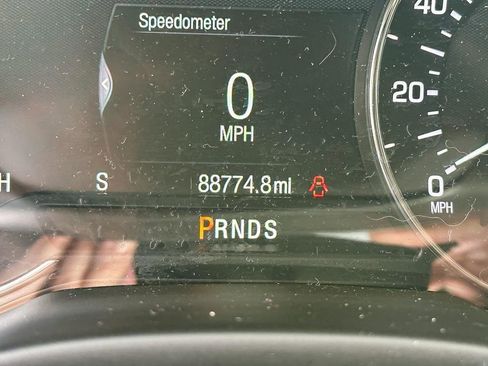 Speedometer
40
0
MPH
20
H S 88774.8mi
0
MPH
PRNDS